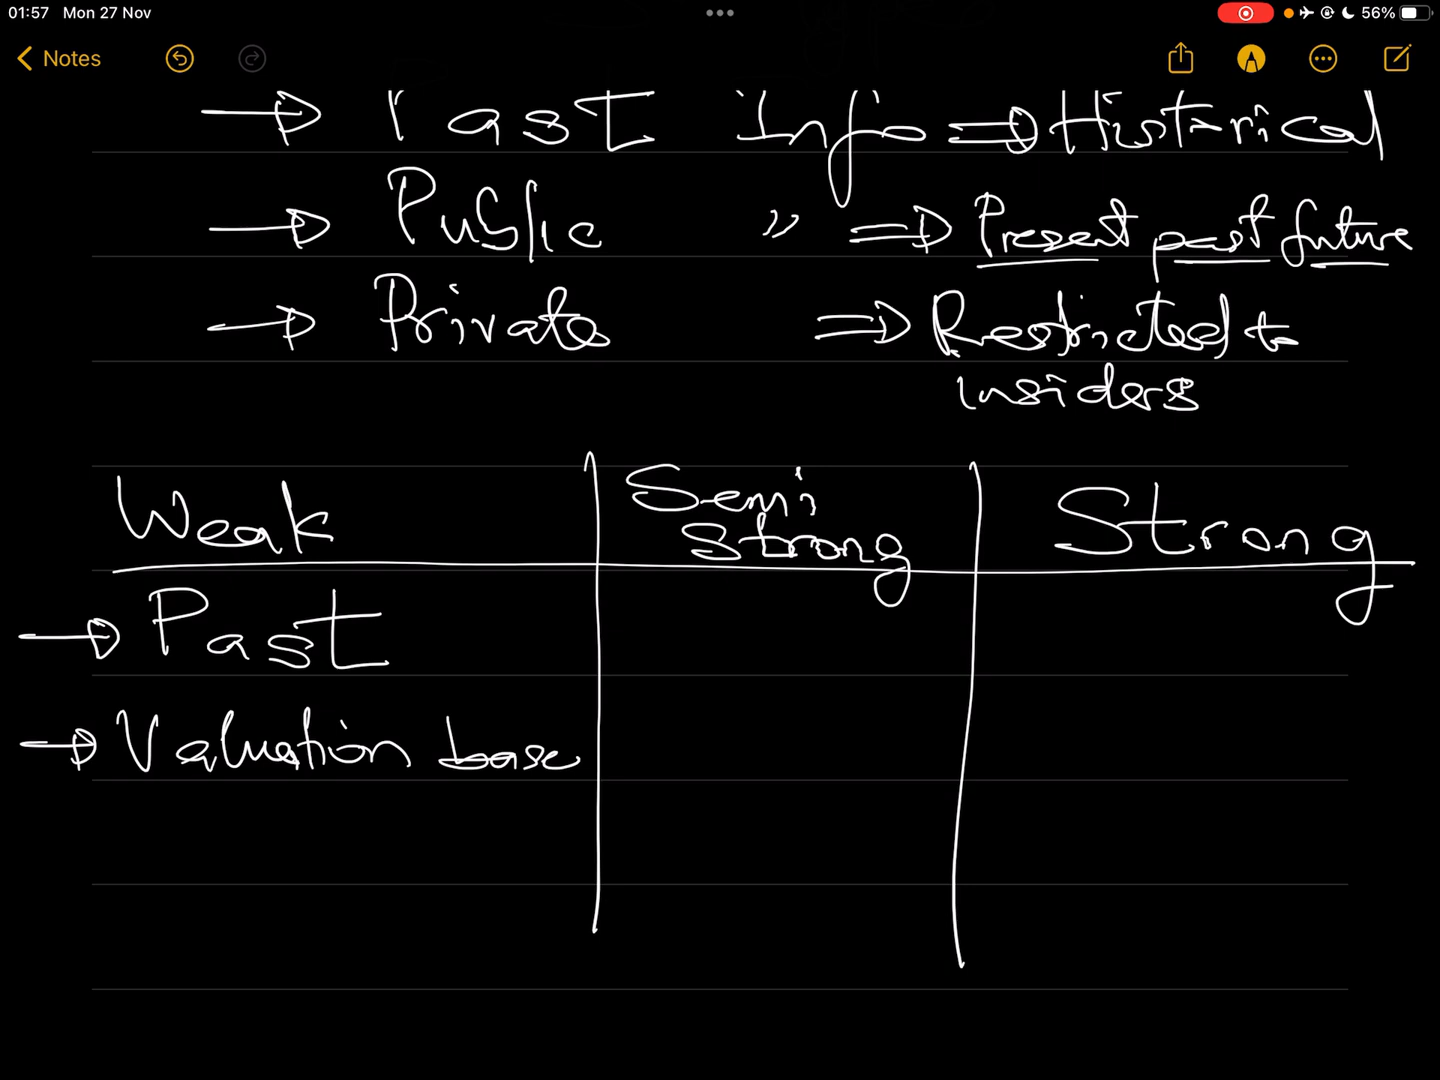 01:57 Mon 27 Nov 56%
Notes
→ Past Info ⇒ Historical
→ Public " ⇒ Present past future
→ Private ⇒ Restricted to
insiders
Weak Semi Strong Strong
→ Past
→ Valuation base